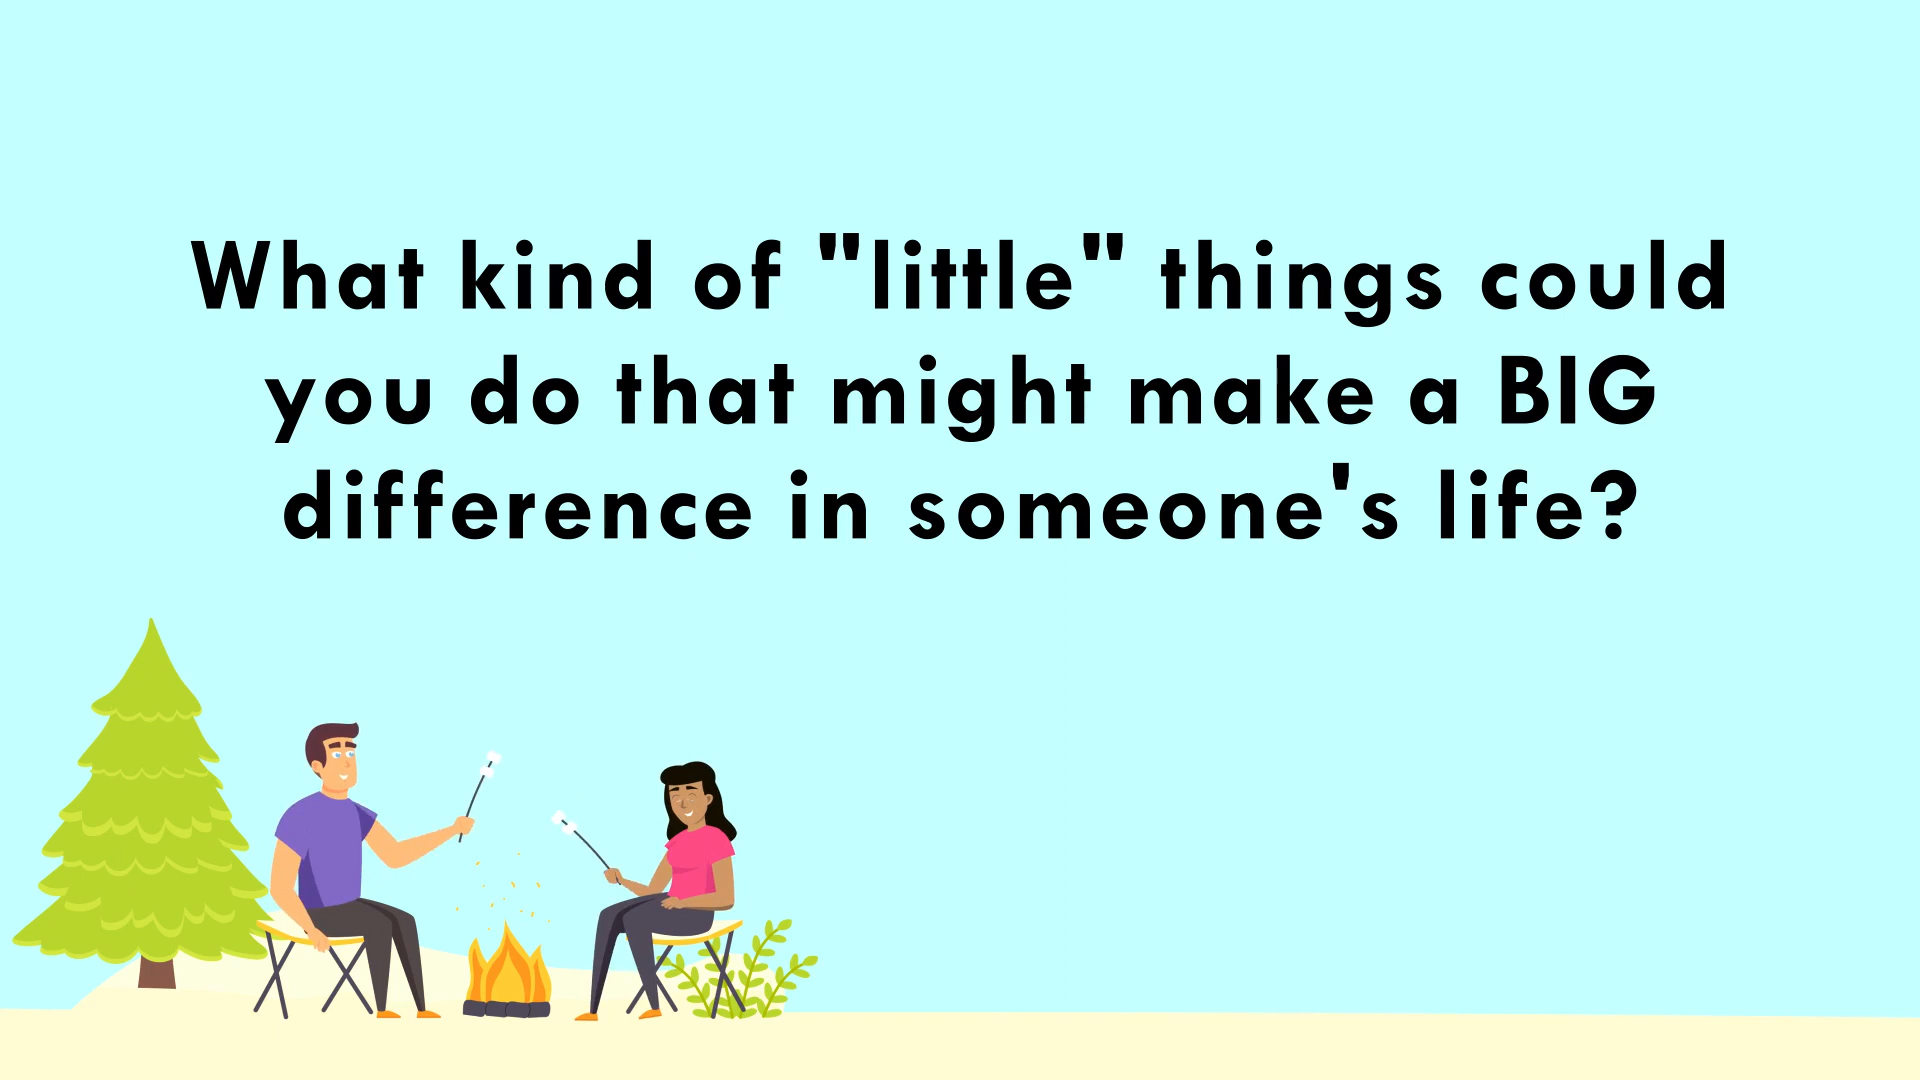 What kind of "little" things could
you do that might make a BIG
difference in someone's life?